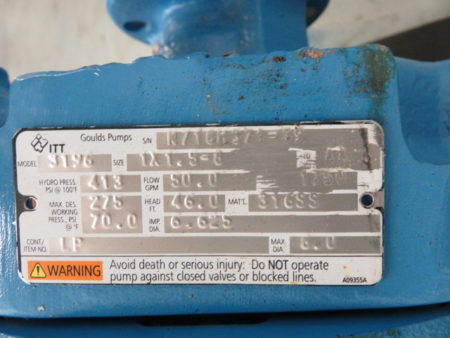 ITT Goulds Pumps S/N
MODEL 3196 SIZE 1X1.5-6
HYDRO PRESS. PSI @ 100°F 413 FLOW GPM 50.0
MAX. DES. WORKING PRESS., PSI @ °F 275 HEAD FT. 46.0 MAT'L. 316SS
70.0 IMP. DIA. 6.625
CONT./ ITEM NO. LP MAX. DIA. 8.0
WARNING Avoid death or serious injury: Do NOT operate
pump against closed valves or blocked lines. A09355A